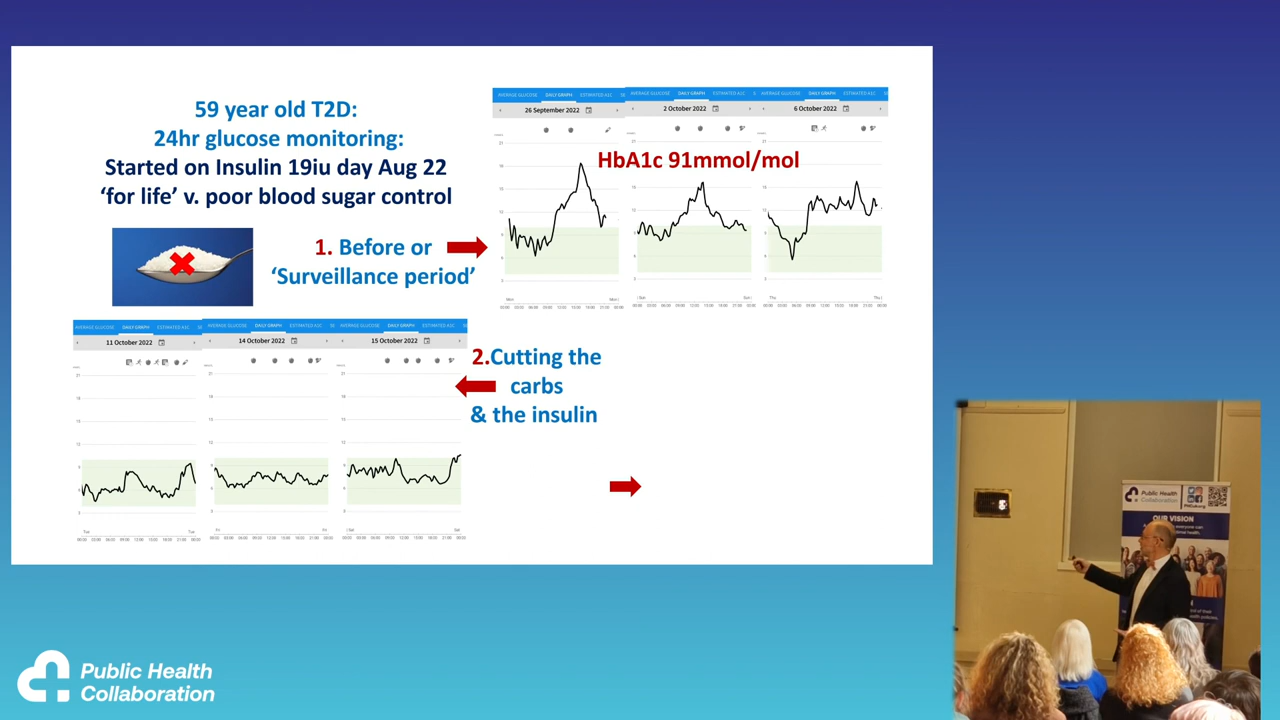 59 year old T2D:
24hr glucose monitoring:
Started on Insulin 19iu day Aug 22
‘for life’ v. poor blood sugar control
1. Before or
‘Surveillance period’
AVERAGE GLUCOSE DAILY GRAPH ESTIMATED A1C
26 September 2022
AVERAGE GLUCOSE DAILY GRAPH ESTIMATED A1C
2 October 2022
AVERAGE GLUCOSE DAILY GRAPH ESTIMATED A1C
6 October 2022
HbA1c 91mmol/mol
AVERAGE GLUCOSE DAILY GRAPH ESTIMATED A1C
11 October 2022
AVERAGE GLUCOSE DAILY GRAPH ESTIMATED A1C
14 October 2022
AVERAGE GLUCOSE DAILY GRAPH ESTIMATED A1C
15 October 2022
2.Cutting the
carbs
& the insulin
Public Health
Collaboration
OUR VISION
Public Health
Collaboration